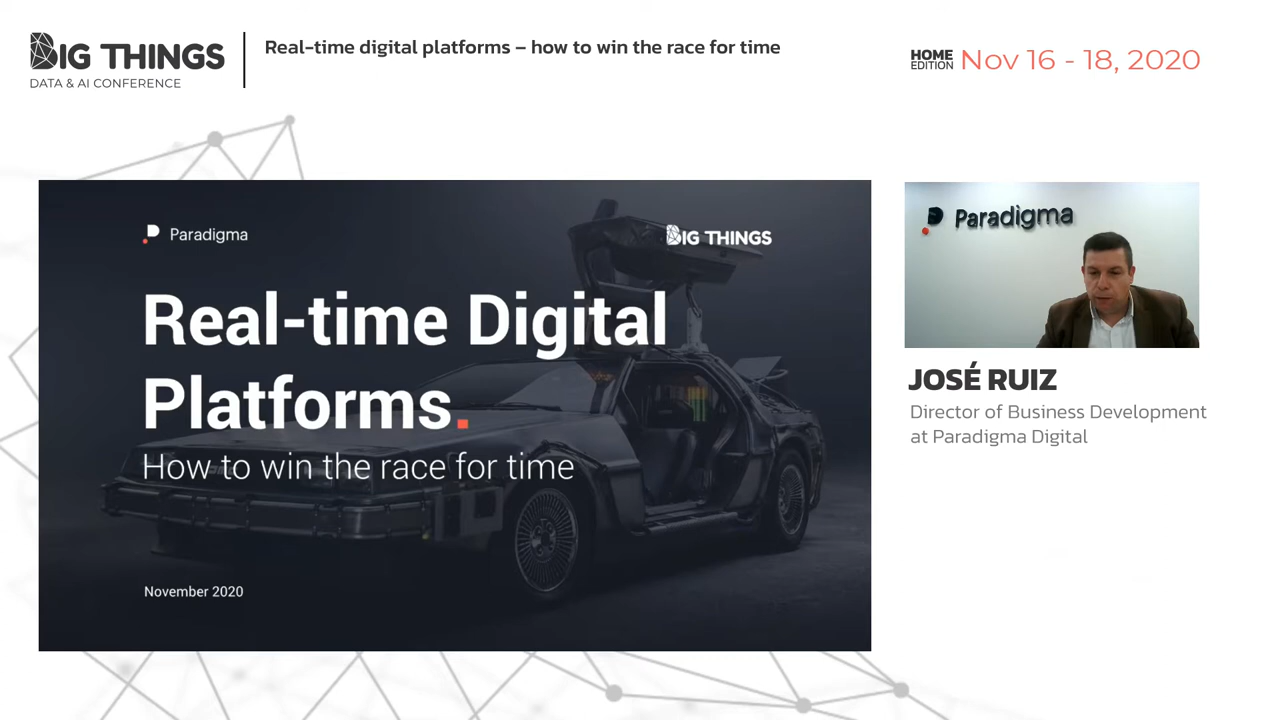 BIG THINGS
DATA & AI CONFERENCE
Real-time digital platforms – how to win the race for time
HOME
EDITION
Nov 16 - 18, 2020
Paradigma
BIG THINGS
Real-time Digital
Platforms.
How to win the race for time
November 2020
Paradigma
JOSÉ RUIZ
Director of Business Development
at Paradigma Digital